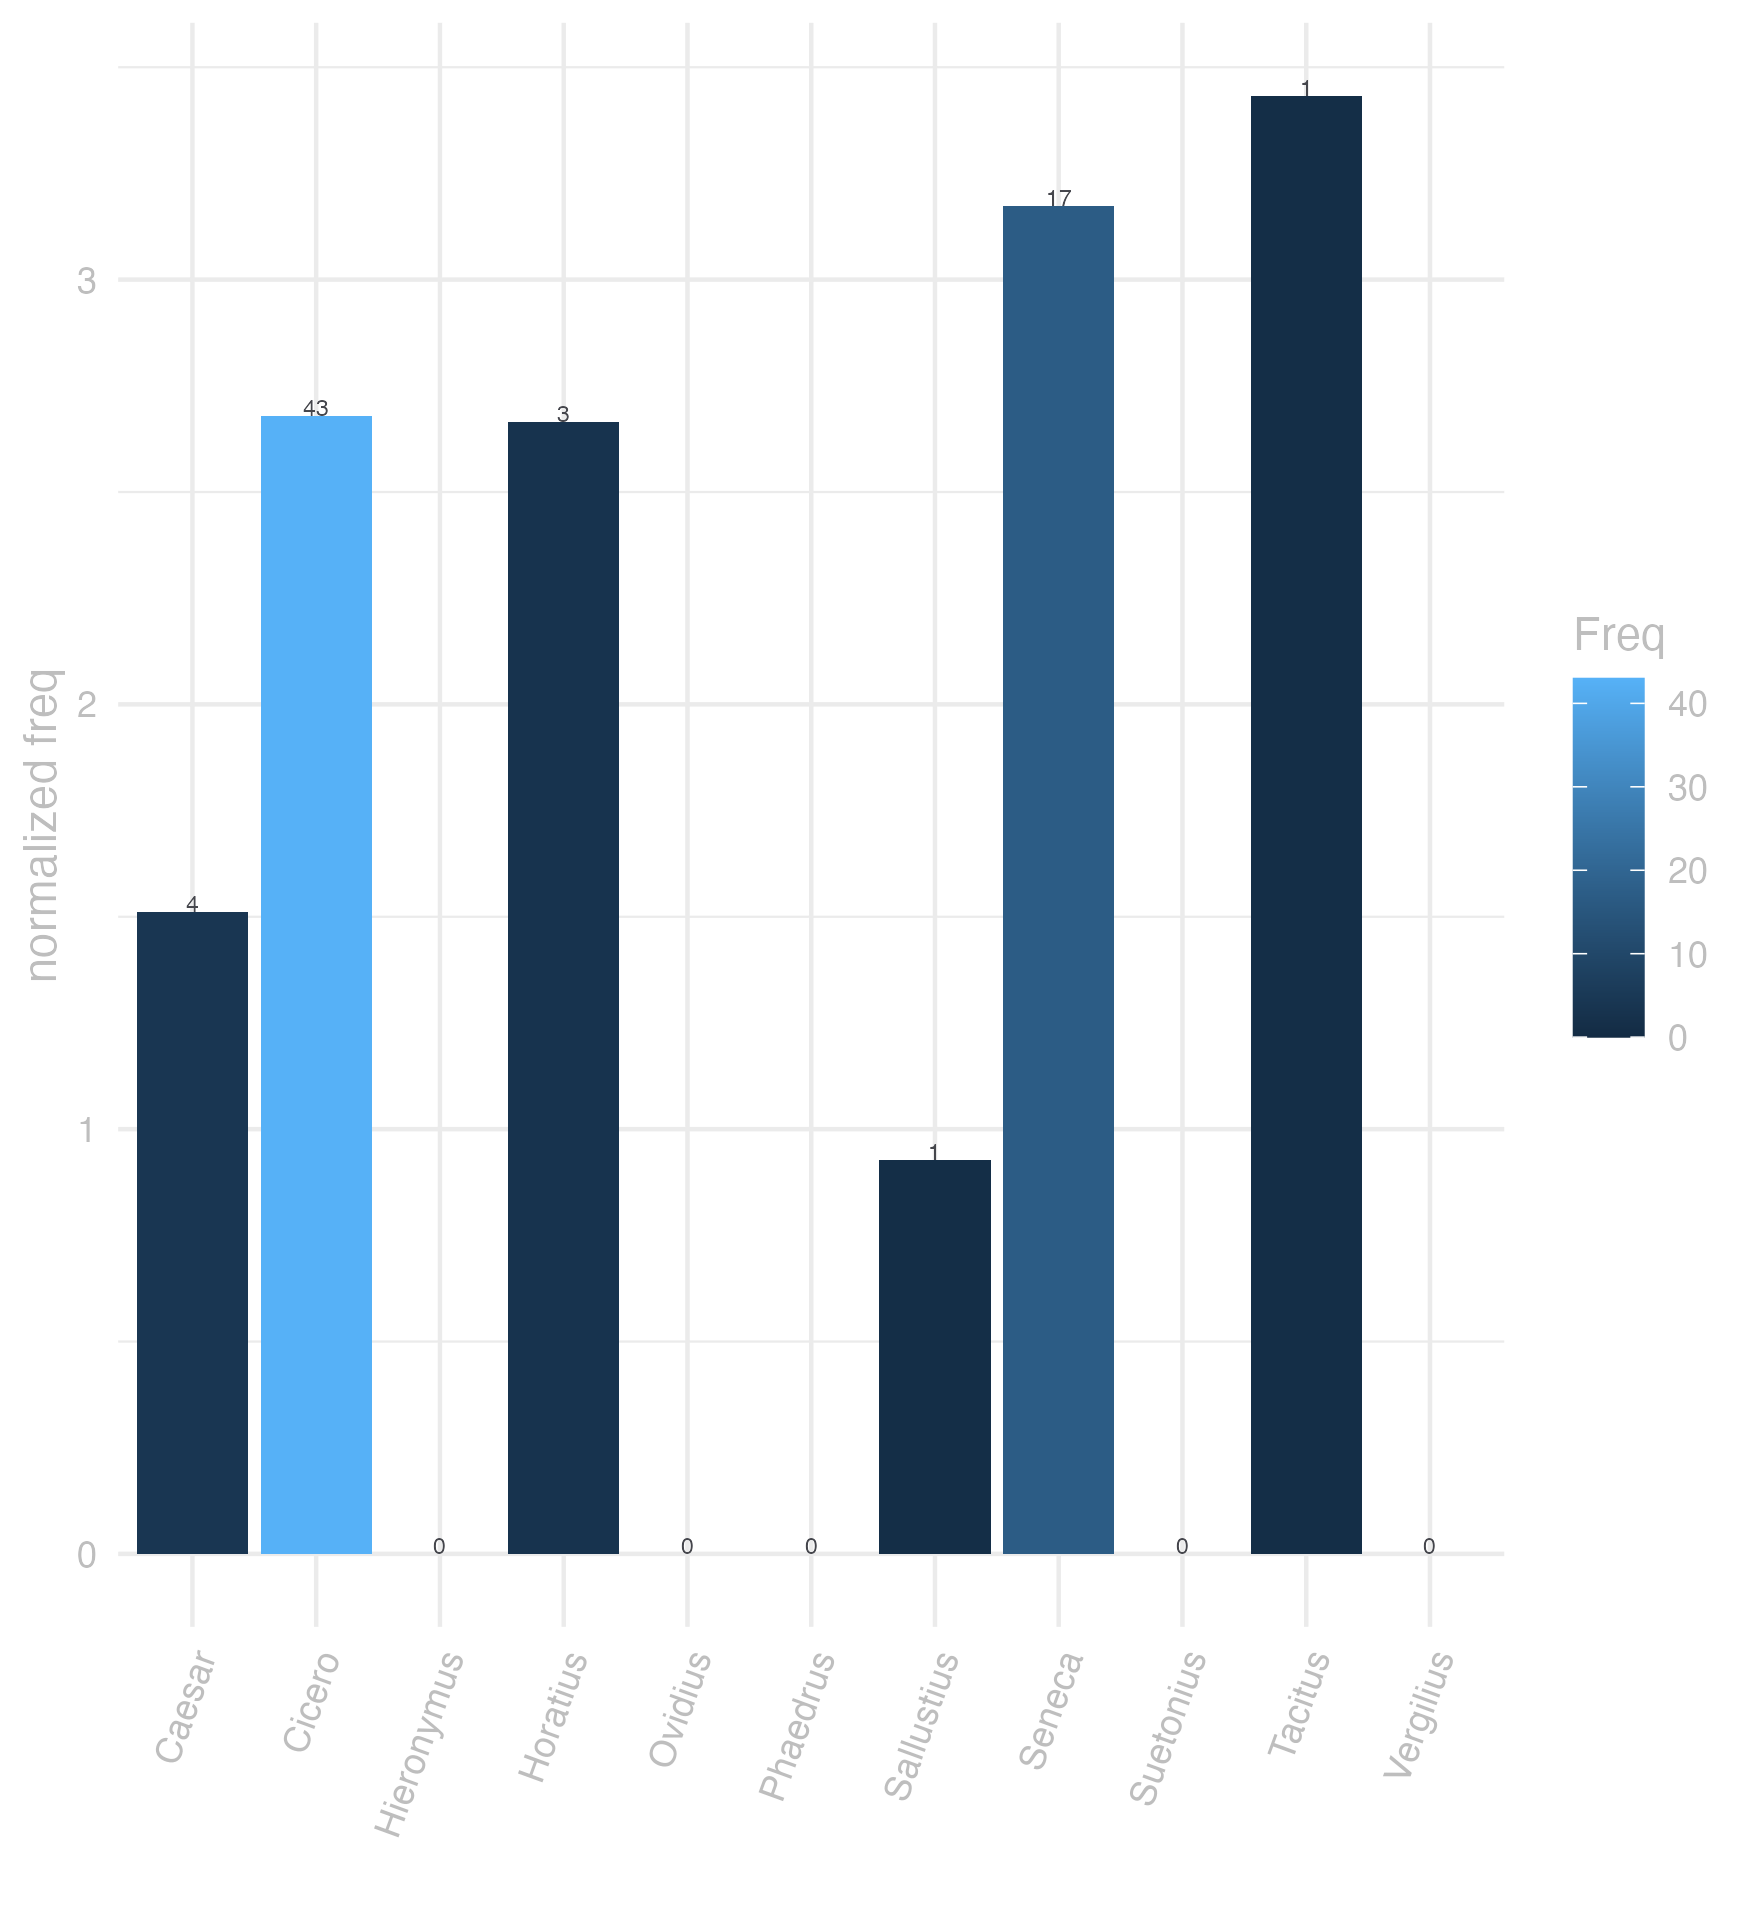 1
17
3
43
3
Freq
normalized freq
2
40
30
20
4
10
0
1
1
0
0
0
0
0
0
Caesar
Cicero
Hieronymus
Horatius
Ovidius
Phaedrus
Sallustius
Seneca
Suetonius
Tacitus
Vergilius